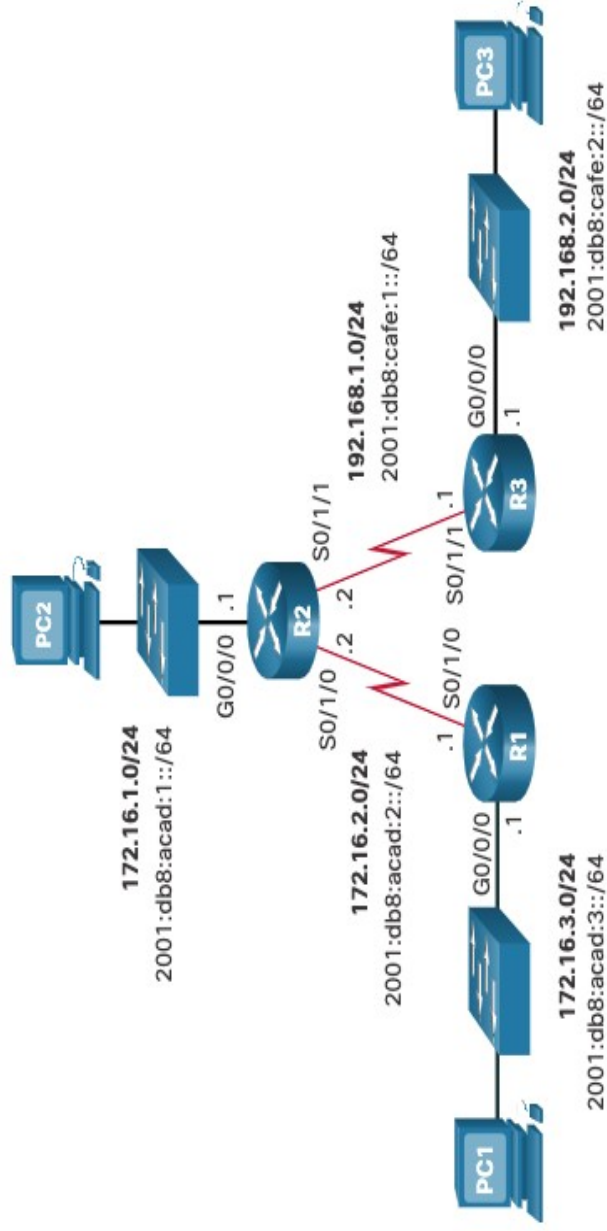 PC2
172.16.1.0/24
2001:db8:acad:1::/64
G0/0/0
.1
R2
S0/1/0
S0/1/1
.2
.2
172.16.2.0/24
2001:db8:acad:2::/64
192.168.1.0/24
2001:db8:cafe:1::/64
.1
S0/1/0
S0/1/1
.1
PC1
G0/0/0
.1
R1
R3
G0/0/0
.1
PC3
172.16.3.0/24
2001:db8:acad:3::/64
192.168.2.0/24
2001:db8:cafe:2::/64